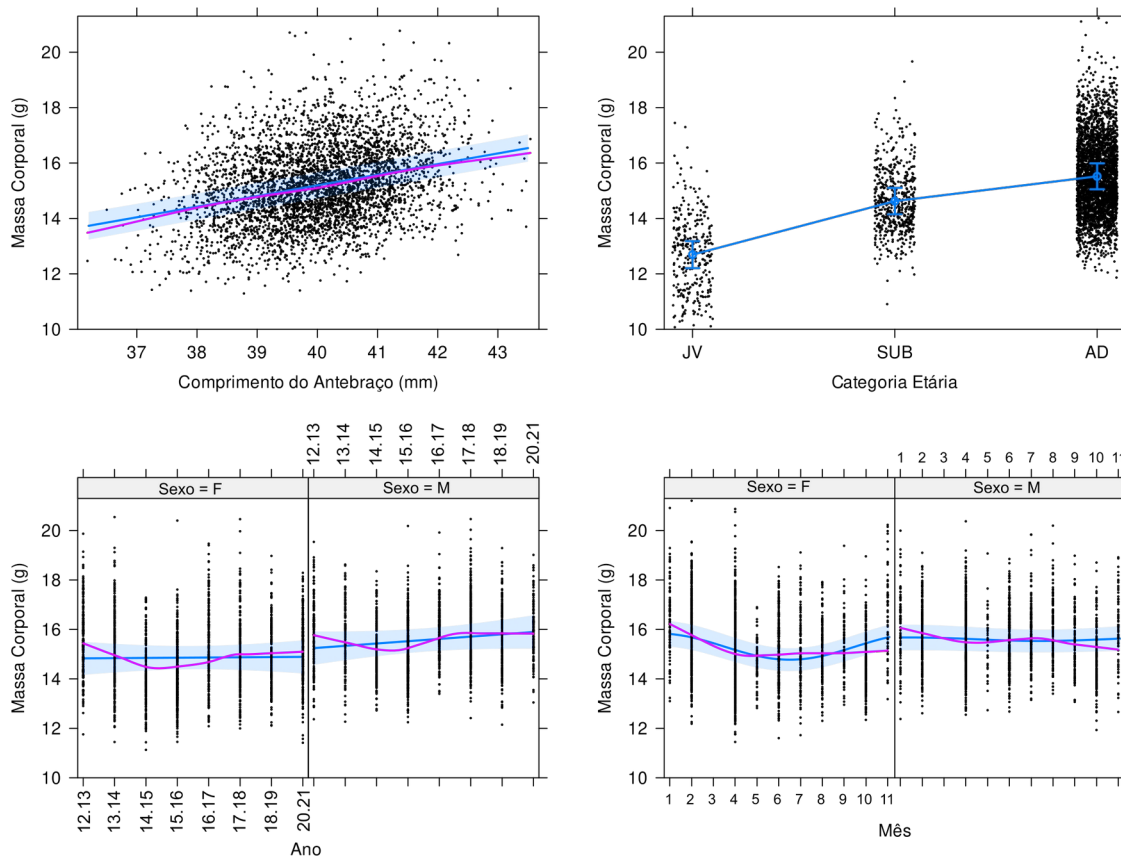 Massa Corporal (g)
20
18
16
14
12
10
37 38 39 40 41 42 43
Comprimento do Antebraço (mm)
Massa Corporal (g)
20
18
16
14
12
10
JV SUB AD
Categoria Etária
12.13 13.14 14.15 15.16 16.17 17.18 18.19 20.21
Sexo = F Sexo = M
Massa Corporal (g)
20
18
16
14
12
10
12.13 13.14 14.15 15.16 16.17 17.18 18.19 20.21
Ano
1 2 4 5 6 7 8 9 10 11
Sexo = F Sexo = M
Massa Corporal (g)
20
18
16
14
12
10
1 2 3 4 5 6 7 8 9 10 11
Mês